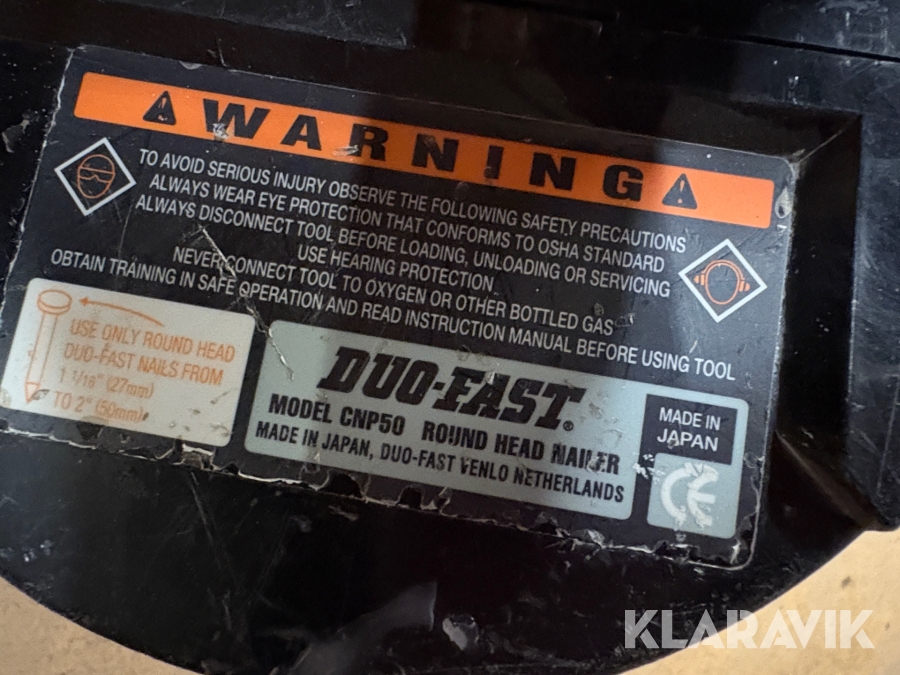 WARNING
TO AVOID SERIOUS INJURY OBSERVE THE FOLLOWING SAFETY PRECAUTIONS
ALWAYS WEAR EYE PROTECTION THAT CONFORMS TO OSHA STANDARD
ALWAYS DISCONNECT TOOL BEFORE LOADING, UNLOADING OR SERVICING
USE HEARING PROTECTION.
NEVER CONNECT TOOL TO OXYGEN OR OTHER BOTTLED GAS
OBTAIN TRAINING IN SAFE OPERATION AND READ INSTRUCTION MANUAL BEFORE USING TOOL
USE ONLY ROUND HEAD
DUO-FAST NAILS FROM
1 1/16" (27mm)
TO 2" (50mm)
DUO-FAST®
MODEL CNP50 ROUND HEAD NAILER
MADE IN JAPAN, DUO-FAST VENLO NETHERLANDS
MADE IN
JAPAN
CE
KLARAVIK